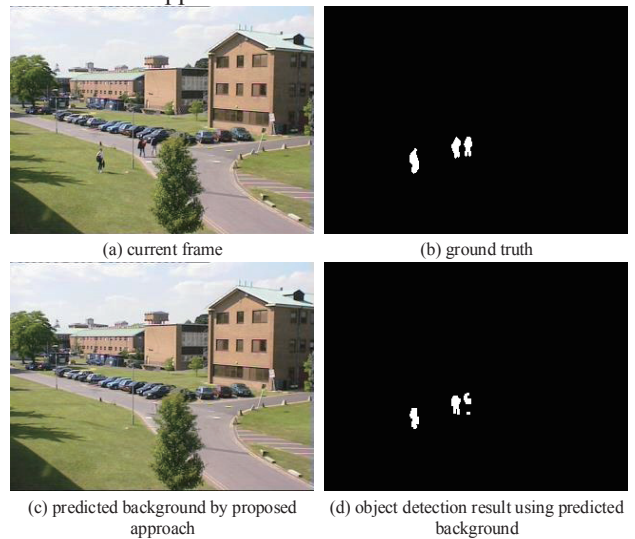 (a) current frame
(b) ground truth
(c) predicted background by proposed approach
(d) object detection result using predicted background